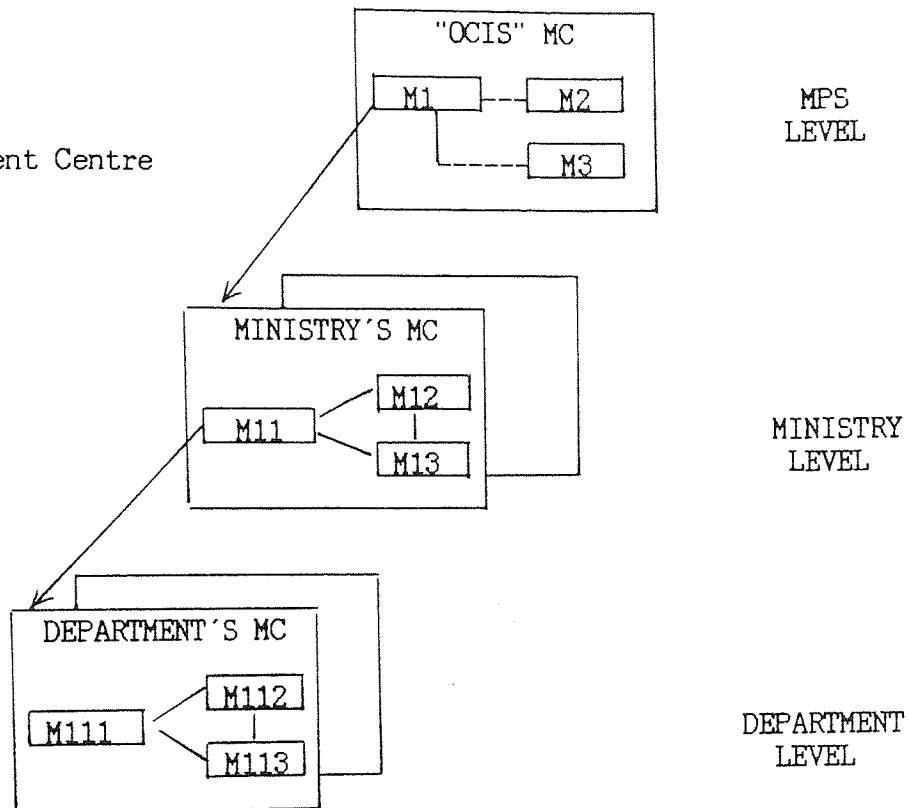 "OCIS" MC
M1
M2
M3
MPS
LEVEL
ent Centre
MINISTRY´S MC
M11
M12
M13
MINISTRY
LEVEL
DEPARTMENT´S MC
M111
M112
M113
DEPARTMENT
LEVEL